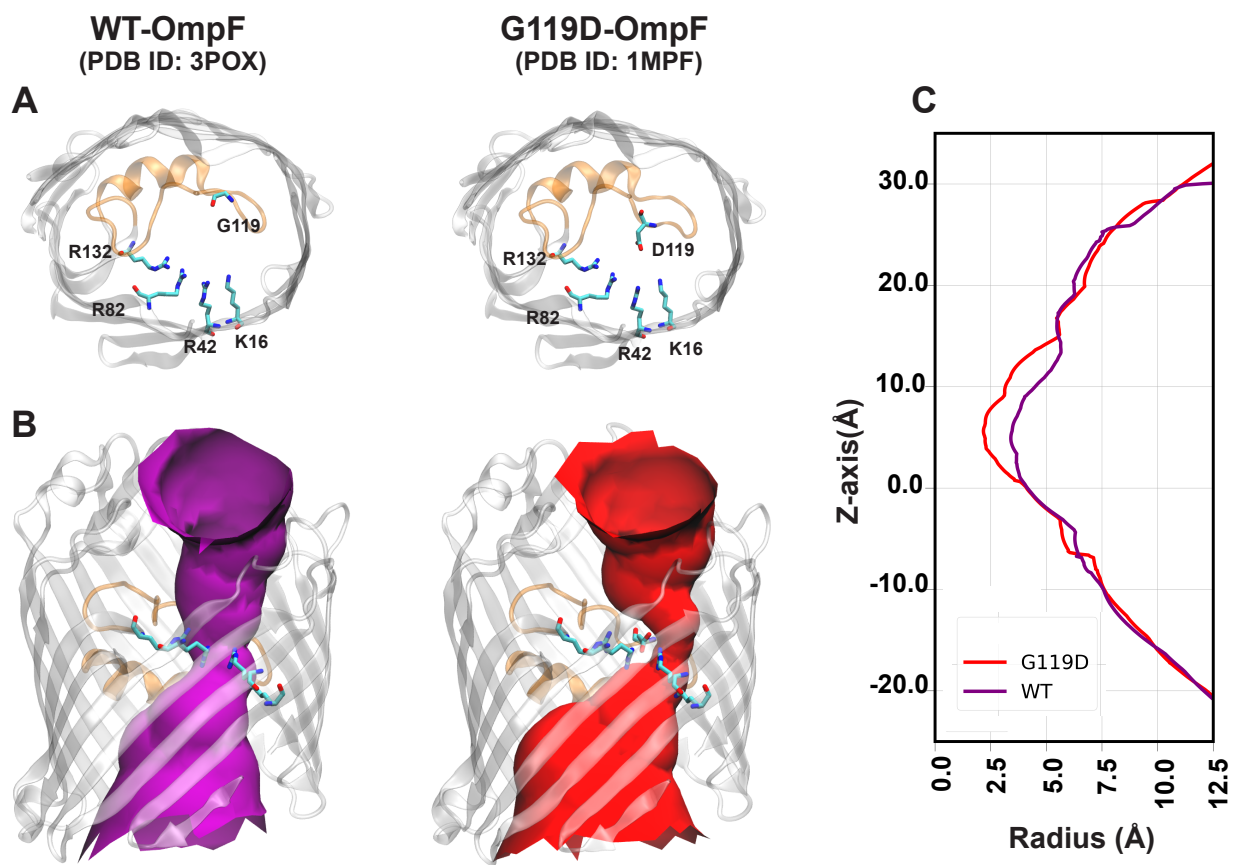 WT-OmpF
(PDB ID: 3POX)
G119D-OmpF
(PDB ID: 1MPF)
A
G119
R132
R82
R42
K16
D119
R132
R82
R42
K16
B
C
30.0
20.0
10.0
0.0
-10.0
-20.0
Z-axis(Å)
G119D
WT
0.0
2.5
5.0
7.5
10.0
12.5
Radius (Å)